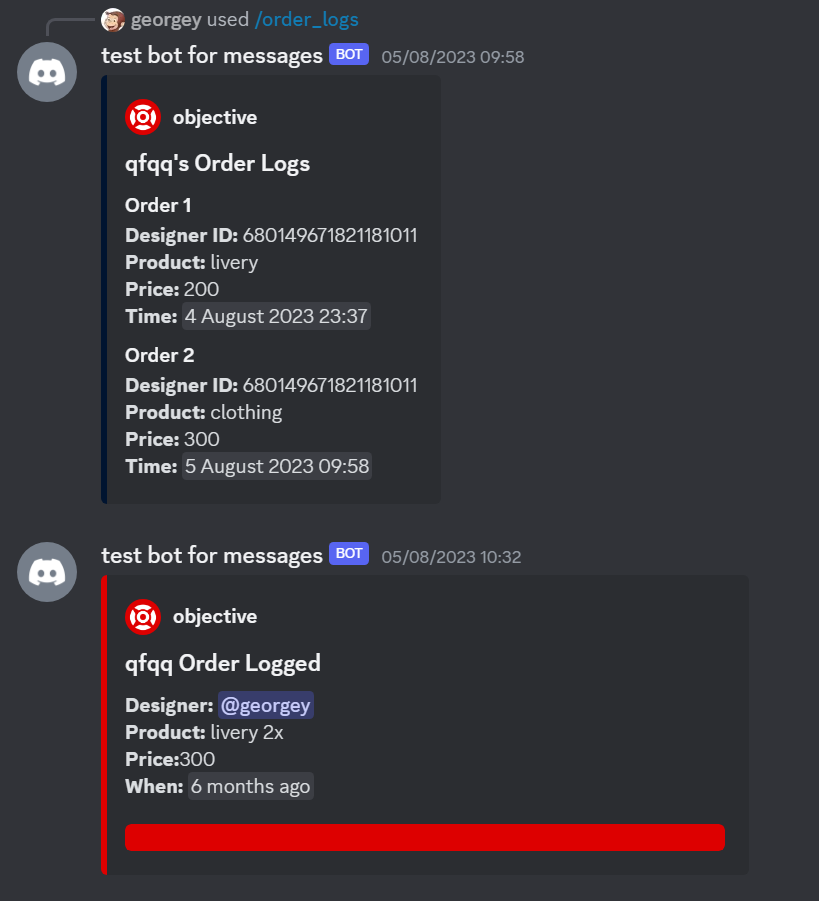 georgey used /order_logs
test bot for messages BOT 05/08/2023 09:58
objective
qfqq's Order Logs
Order 1
Designer ID: 680149671821181011
Product: livery
Price: 200
Time: 4 August 2023 23:37
Order 2
Designer ID: 680149671821181011
Product: clothing
Price: 300
Time: 5 August 2023 09:58
test bot for messages BOT 05/08/2023 10:32
objective
qfqq Order Logged
Designer: @georgey
Product: livery 2x
Price:300
When: 6 months ago